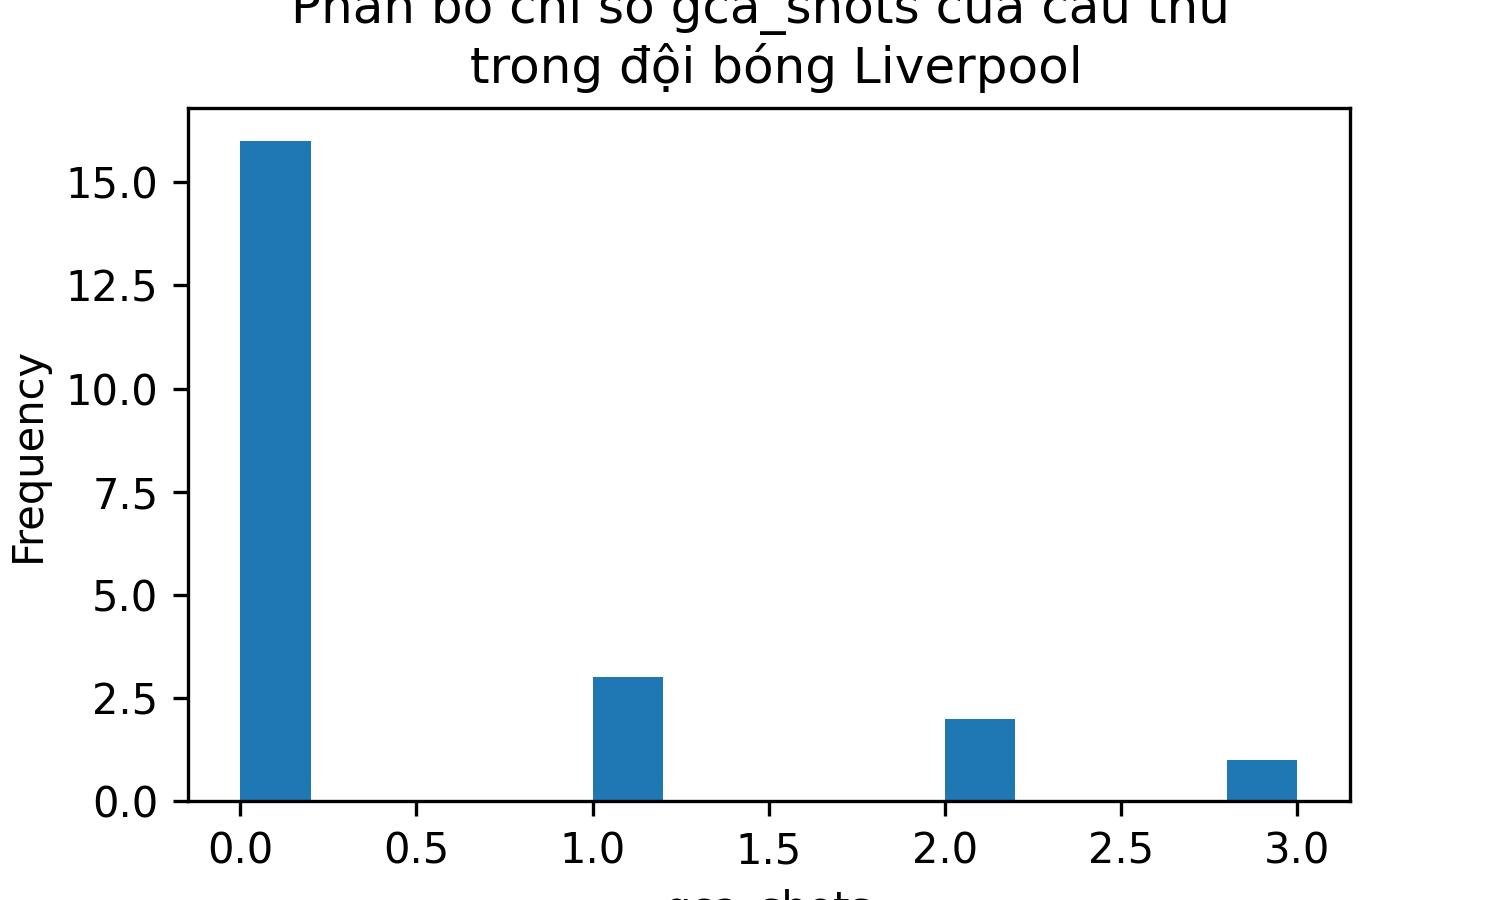 Phân bố chỉ số gca_shots của cầu thủ
trong đội bóng Liverpool
15.0
12.5
10.0
7.5
5.0
2.5
0.0
Frequency
0.0 0.5 1.0 1.5 2.0 2.5 3.0
gca_shots